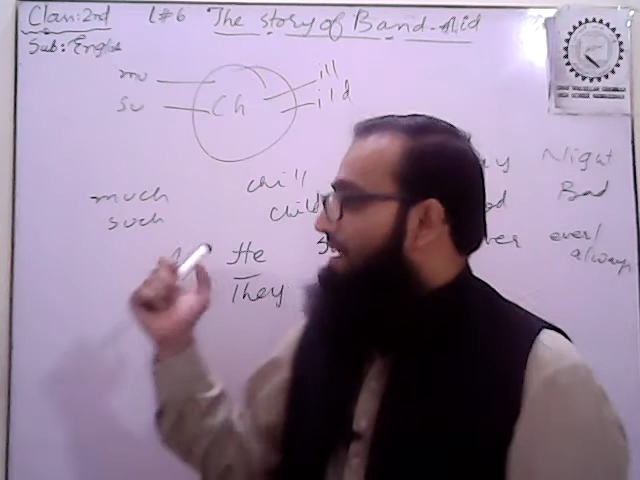 Class: 2nd L#6 The story of Band-Aid
Sub: English
mu ill
su Ch ild
Night
much chill Bad
such child
He ever/
always
They